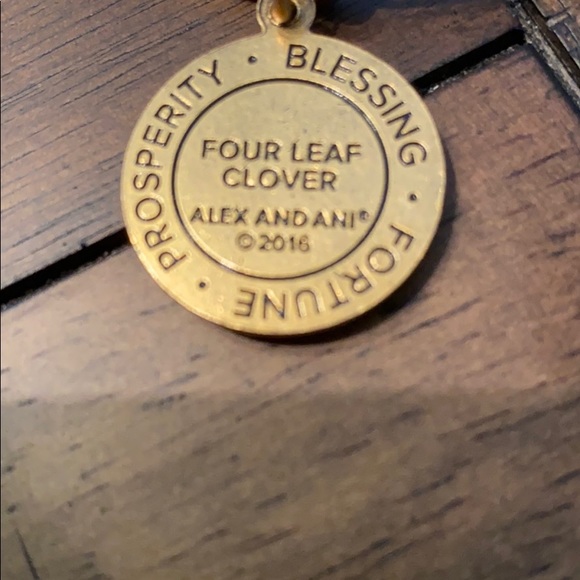 PROSPERITY • BLESSING • FORTUNE •
FOUR LEAF
CLOVER
ALEX AND ANI®
©2016